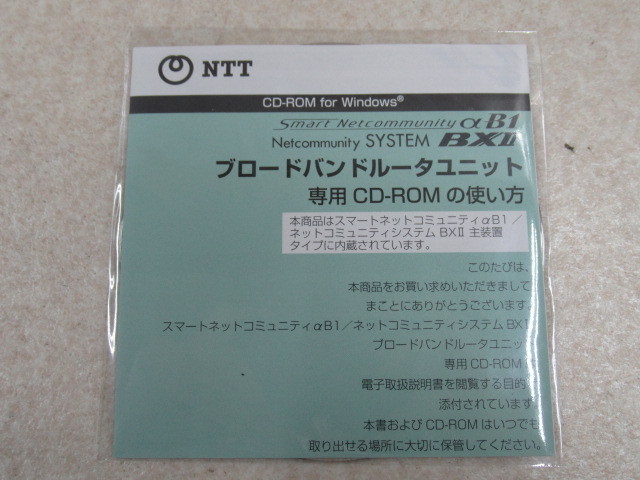 NTT
CD-ROM for Windows®
Smart Netcommunity αB1
Netcommunity SYSTEM BXⅡ
ブロードバンドルータユニット
専用 CD-ROM の使い方
本商品はスマートネットコミュニティαB1／
ネットコミュニティシステム BXⅡ 主装置
タイプに内蔵されています。
このたびは、
本商品をお買い求めいただきまして
まことにありがとうございます。
スマートネットコミュニティαB1／ネットコミュニティシステム BXⅡ
ブロードバンドルータユニット
専用 CD-ROM は
電子取扱説明書を閲覧する目的
添付されています
本書および CD-ROM はいつでも
取り出せる場所に大切に保管してください。